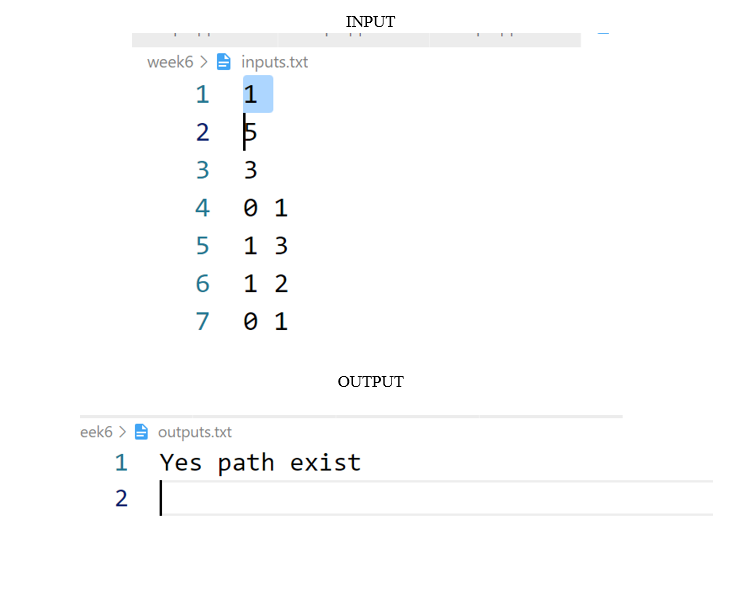 INPUT
week6 > inputs.txt
1 1
2 5
3 3
4 0 1
5 1 3
6 1 2
7 0 1
OUTPUT
eek6 > outputs.txt
1 Yes path exist
2